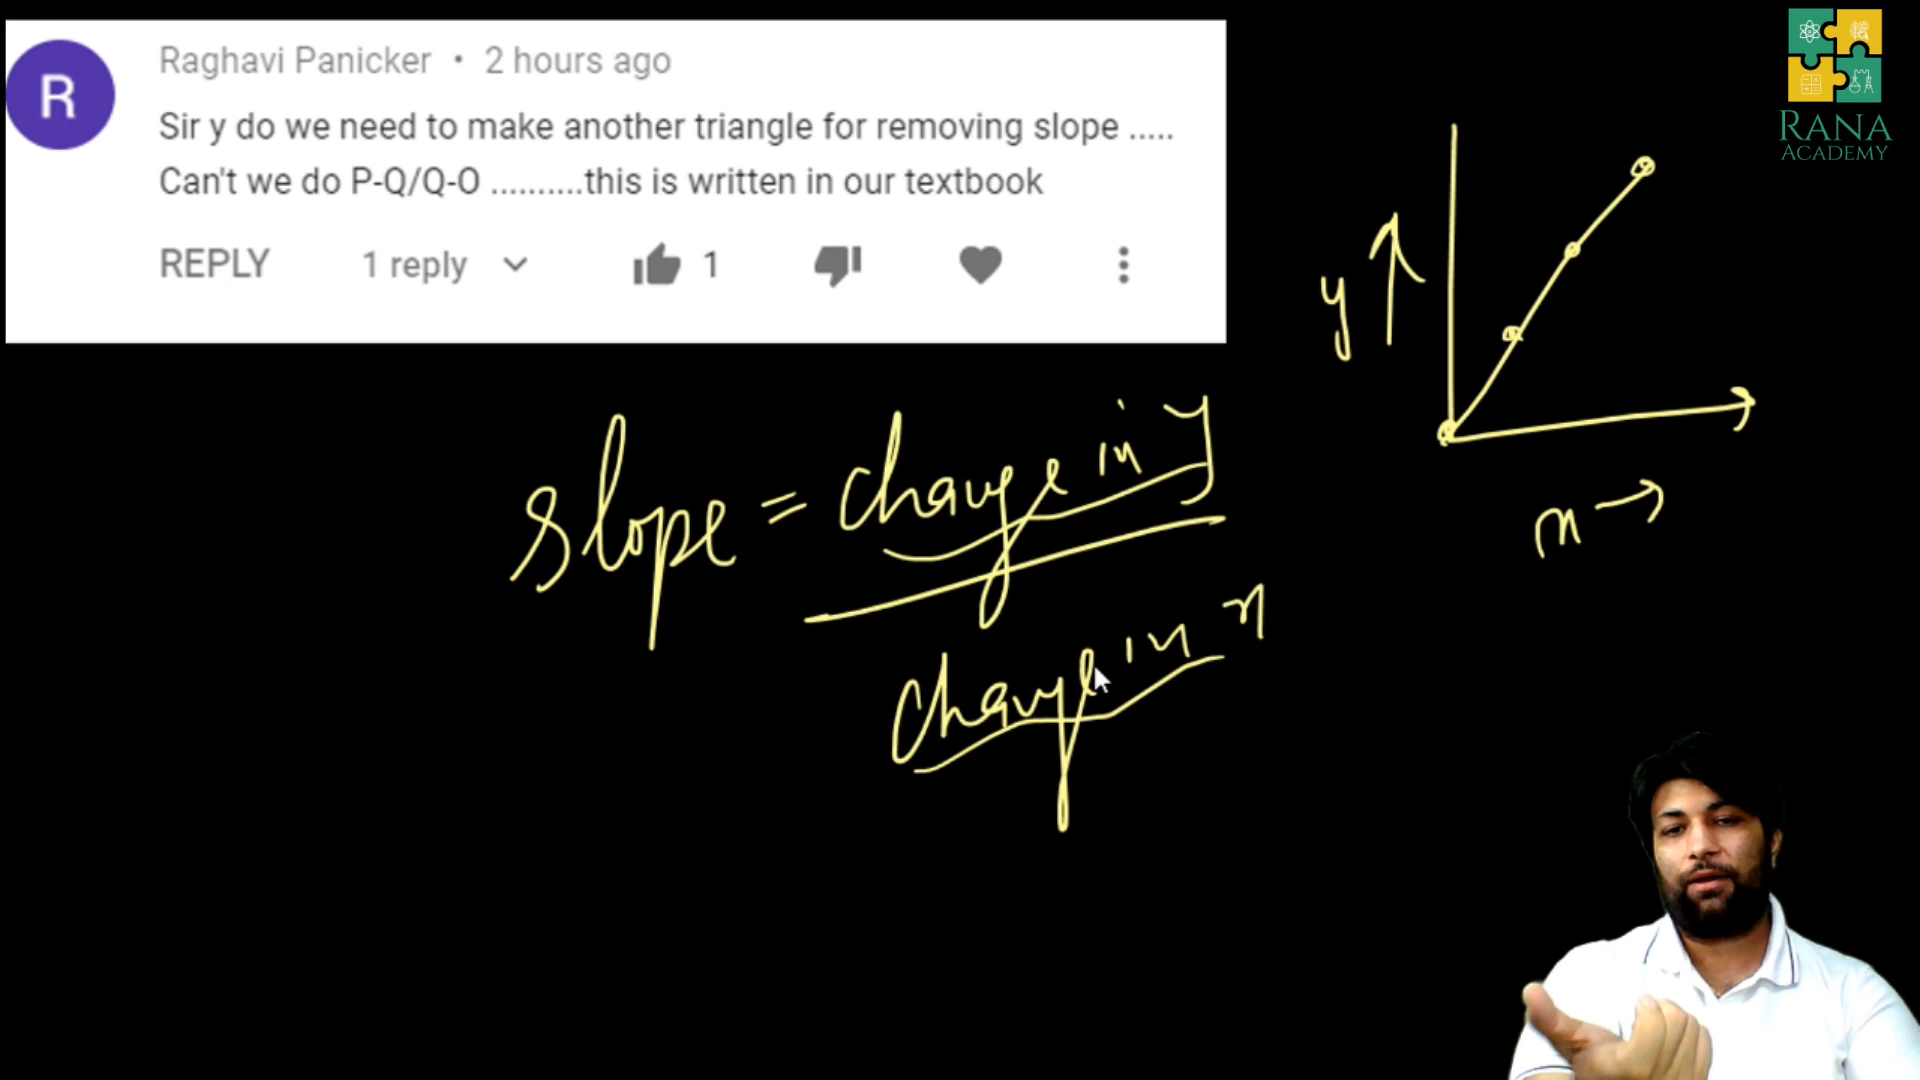 R
Raghavi Panicker • 2 hours ago
Sir y do we need to make another triangle for removing slope .....
Can't we do P-Q/Q-O ..........this is written in our textbook
REPLY 1 reply 1
RANA
ACADEMY
y
x →
Slope = change in y
change in x